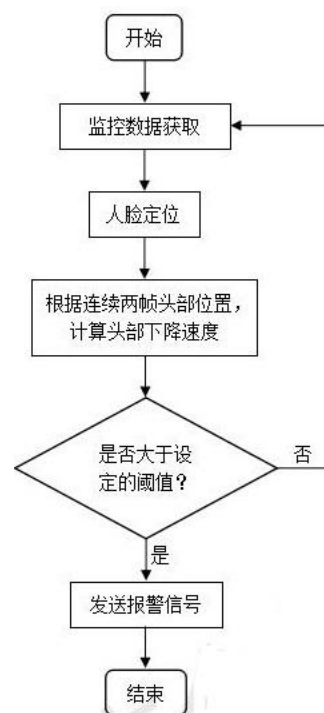 开始
监控数据获取
人脸定位
根据连续两帧头部位置，
计算头部下降速度
是否大于设
定的阈值？
否
是
发送报警信号
结束